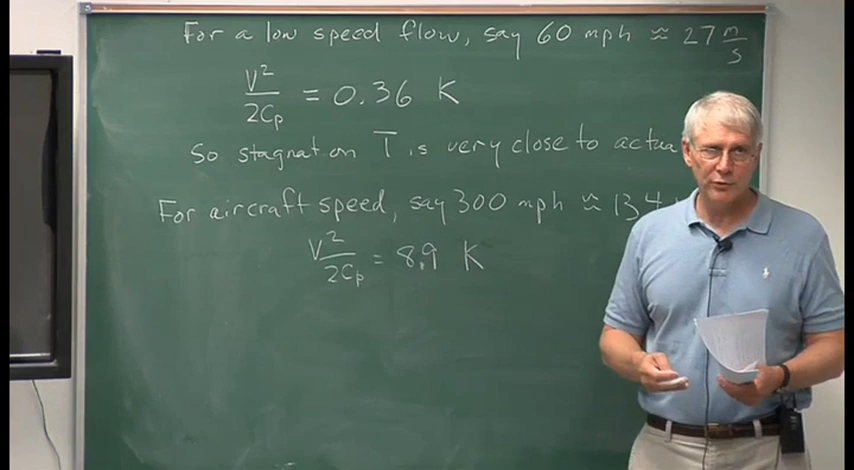 For a low speed flow, say 60 mph ≈ 27 m/s
V²/2Cp = 0.36 K
So stagnation T is very close to actua
For aircraft speed, say 300 mph ≈ 134
V²/2Cp = 8.9 K